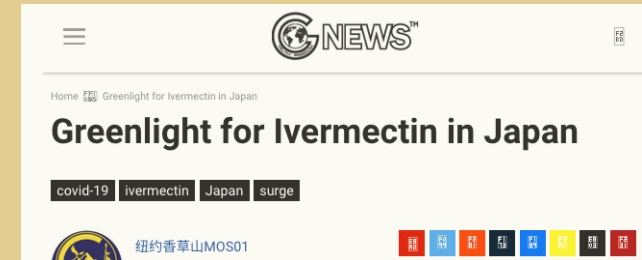 GNEWS™
Home Greenlight for Ivermectin in Japan
Greenlight for Ivermectin in Japan
covid-19 ivermectin Japan surge
纽约香草山MOS01